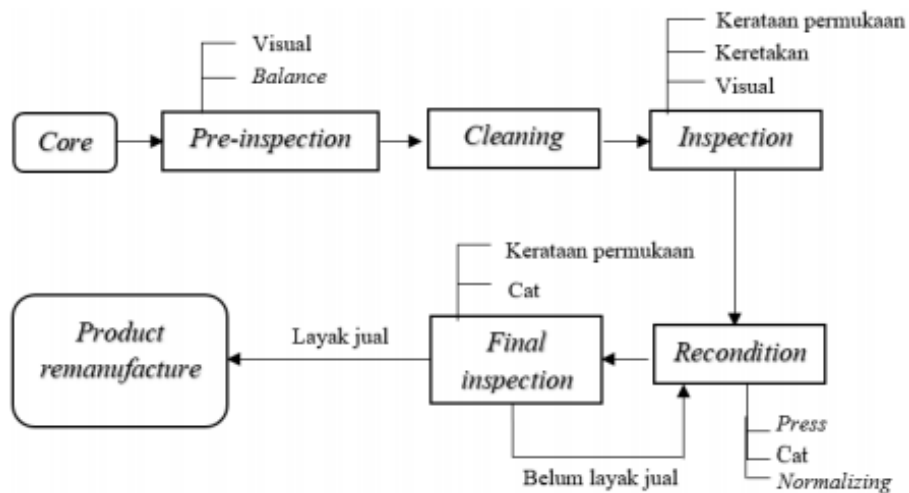 Visual
Balance
Kerataan permukaan
Keretakan
Visual
Core
Pre-inspection
Cleaning
Inspection
Kerataan permukaan
Cat
Product
remanufacture
Layak jual
Final
inspection
Recondition
Belum layak jual
Press
Cat
Normalizing